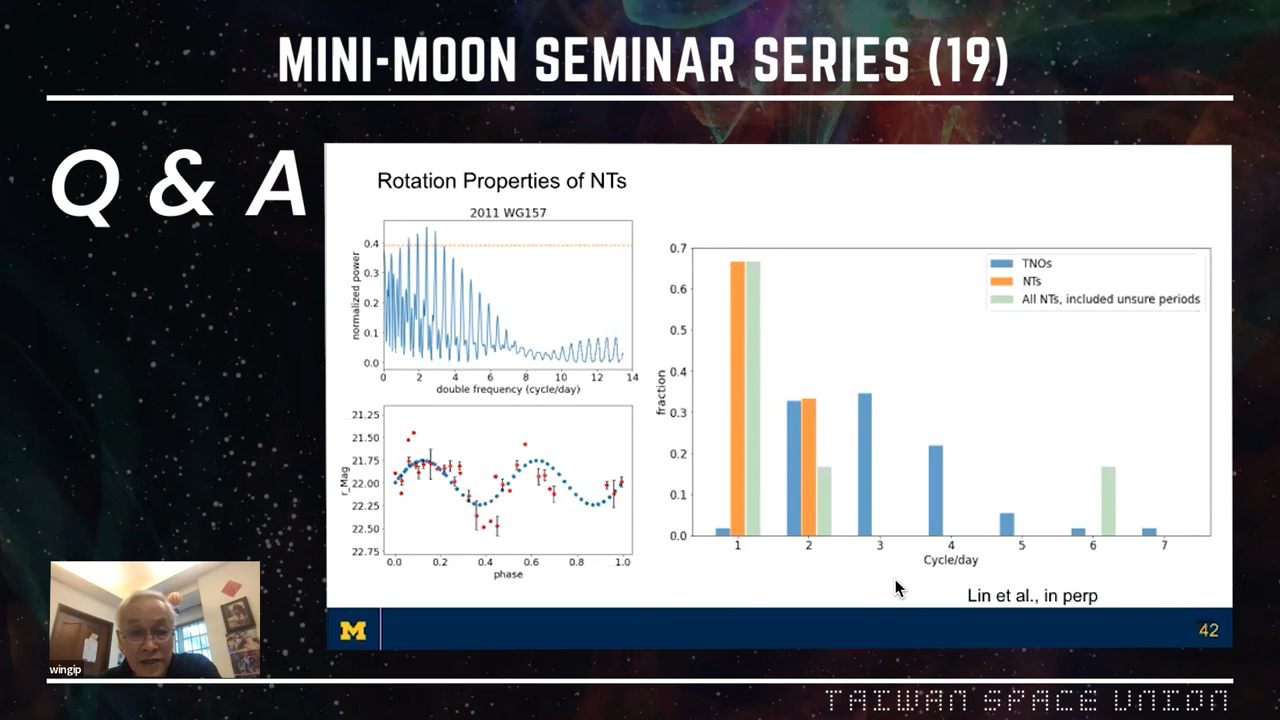 MINI-MOON SEMINAR SERIES (19)
Q & A
Rotation Properties of NTs
2011 WG157
normalized power
0.4
0.3
0.2
0.1
0.0
0 2 4 6 8 10 12 14
double frequency (cycle/day)
r_Mag
21.25
21.50
21.75
22.00
22.25
22.50
22.75
0.0 0.2 0.4 0.6 0.8 1.0
phase
fraction
0.7
0.6
0.5
0.4
0.3
0.2
0.1
0.0
TNOs
NTs
All NTs, included unsure periods
1 2 3 4 5 6 7
Cycle/day
Lin et al., in perp
M
42
wingip
TAIWAN SPACE UNION